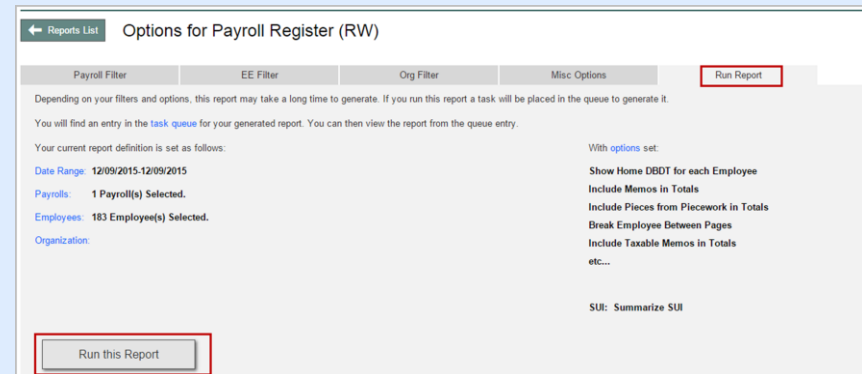 Reports List Options for Payroll Register (RW)
Payroll Filter EE Filter Org Filter Misc Options Run Report
Depending on your filters and options, this report may take a long time to generate. If you run this report a task will be placed in the queue to generate it.
You will find an entry in the task queue for your generated report. You can then view the report from the queue entry.
Your current report definition is set as follows:
Date Range: 12/09/2015-12/09/2015
Payrolls: 1 Payroll(s) Selected.
Employees: 183 Employee(s) Selected.
Organization:
With options set:
Show Home DBDT for each Employee
Include Memos in Totals
Include Pieces from Piecework in Totals
Break Employee Between Pages
Include Taxable Memos in Totals
etc...
SUI: Summarize SUI
Run this Report